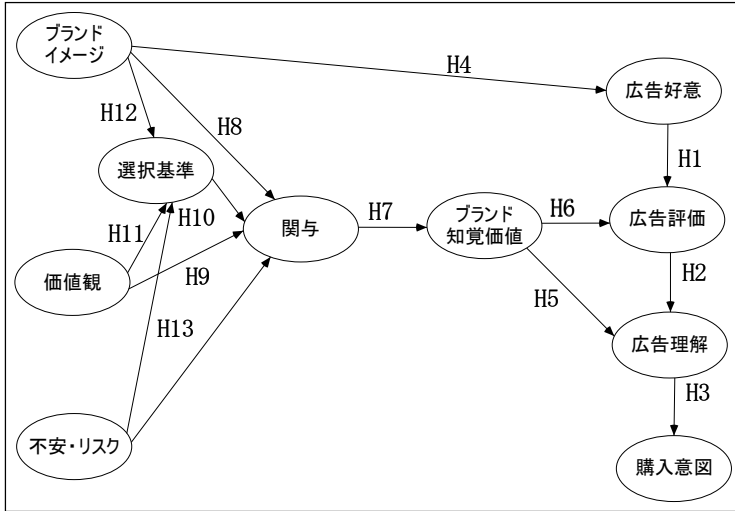 ブランド
イメージ
H4
広告好意
H12
H8
H1
選択基準
H11
H10
関与
H7
ブランド
知覚価値
H6
広告評価
価値観
H9
H2
H5
H13
広告理解
H3
不安・リスク
購入意図